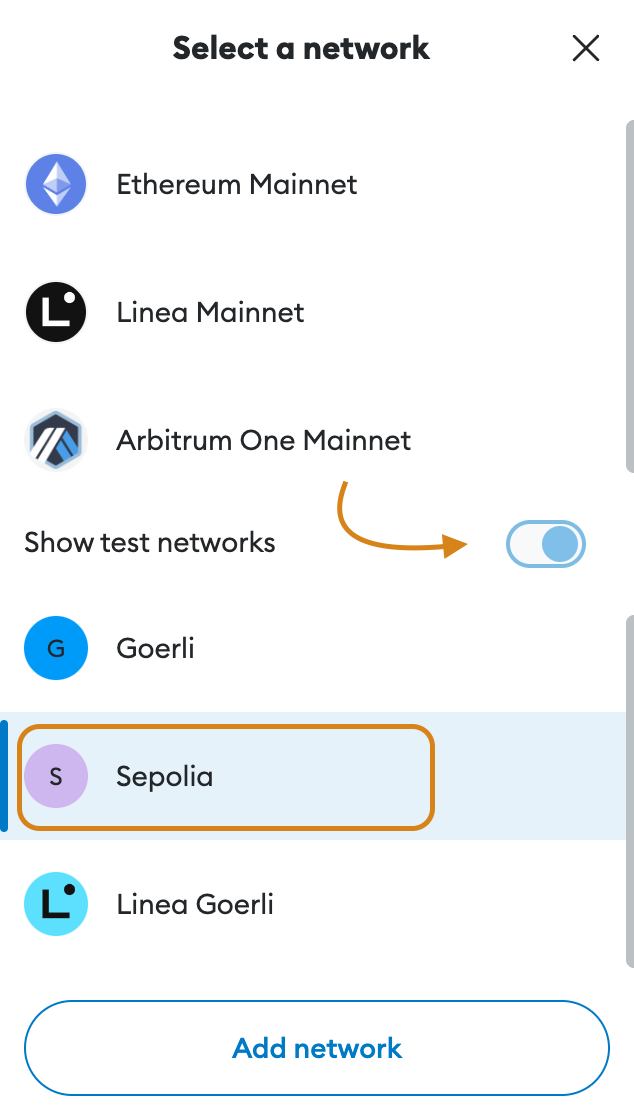 Select a network
Ethereum Mainnet
L
Linea Mainnet
Arbitrum One Mainnet
Show test networks
G
Goerli
S
Sepolia
L
Linea Goerli
Add network